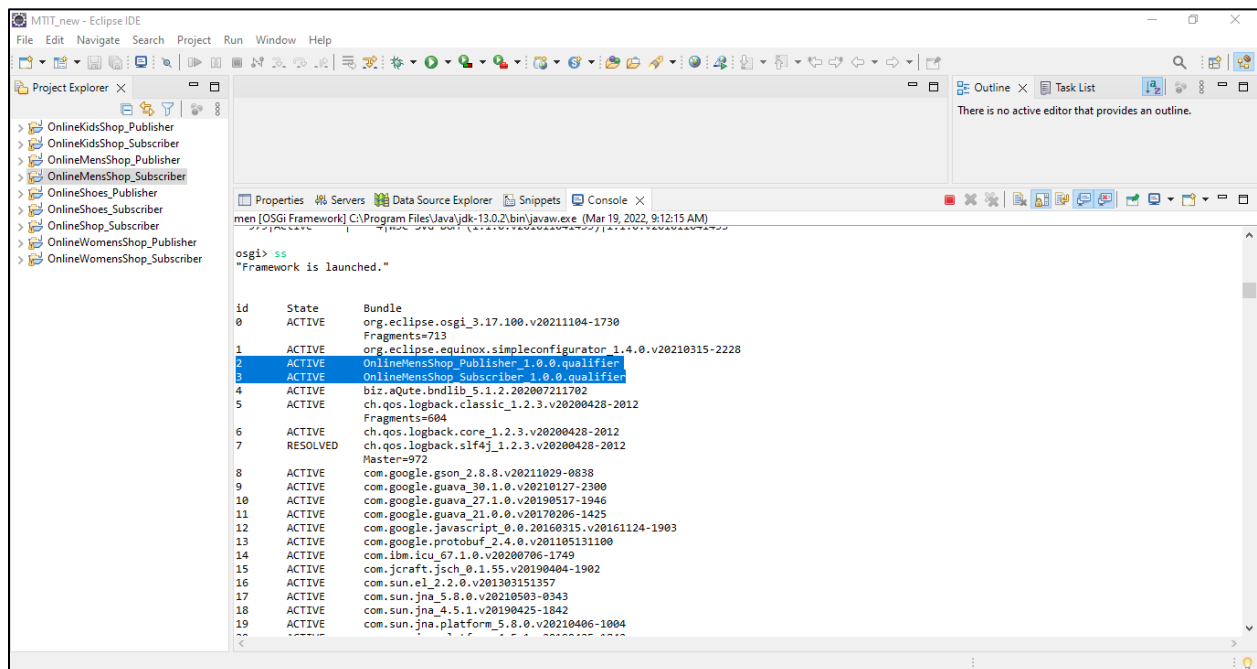 MTIT_new - Eclipse IDE
File Edit Navigate Search Project Run Window Help
Project Explorer
OnlineKidsShop_Publisher
OnlineKidsShop_Subscriber
OnlineMensShop_Publisher
OnlineMensShop_Subscriber
OnlineShoes_Publisher
OnlineShoes_Subscriber
OnlineShop_Subscriber
OnlineWomensShop_Publisher
OnlineWomensShop_Subscriber
Outline Task List
There is no active editor that provides an outline.
Properties Servers Data Source Explorer Snippets Console
men [OSGi Framework] C:\Program Files\Java\jdk-13.0.2\bin\javaw.exe (Mar 19, 2022, 9:12:15 AM)
osgi> ss
"Framework is launched."
id State Bundle
0 ACTIVE org.eclipse.osgi_3.17.100.v20211104-1730
Fragments=713
1 ACTIVE org.eclipse.equinox.simpleconfigurator_1.4.0.v20210315-2228
2 ACTIVE OnlineMensShop_Publisher_1.0.0.qualifier
3 ACTIVE OnlineMensShop_Subscriber_1.0.0.qualifier
4 ACTIVE biz.aQute.bndlib_5.1.2.202007211702
5 ACTIVE ch.qos.logback.classic_1.2.3.v20200428-2012
Fragments=604
6 ACTIVE ch.qos.logback.core_1.2.3.v20200428-2012
7 RESOLVED ch.qos.logback.slf4j_1.2.3.v20200428-2012
Master=972
8 ACTIVE com.google.gson_2.8.8.v20211029-0838
9 ACTIVE com.google.guava_30.1.0.v20210127-2300
10 ACTIVE com.google.guava_27.1.0.v20190517-1946
11 ACTIVE com.google.guava_21.0.0.v20170206-1425
12 ACTIVE com.google.javascript_0.0.20160315.v20161124-1903
13 ACTIVE com.google.protobuf_2.4.0.v201105131100
14 ACTIVE com.ibm.icu_67.1.0.v20200706-1749
15 ACTIVE com.jcraft.jsch_0.1.55.v20190404-1902
16 ACTIVE com.sun.el_2.2.0.v201303151357
17 ACTIVE com.sun.jna_5.8.0.v20210503-0343
18 ACTIVE com.sun.jna_4.5.1.v20190425-1842
19 ACTIVE com.sun.jna.platform_5.8.0.v20210406-1004